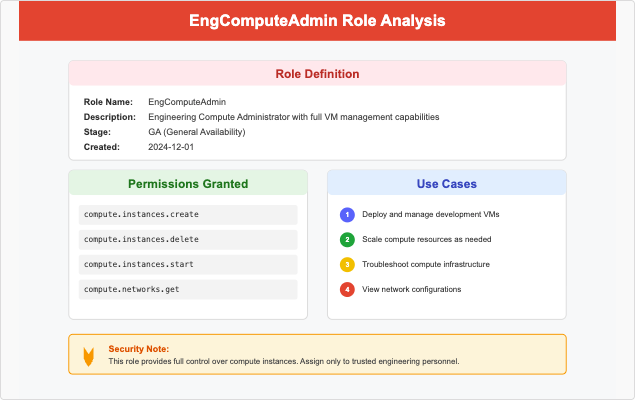 EngComputeAdmin Role Analysis
Role Definition
Role Name: EngComputeAdmin
Description: Engineering Compute Administrator with full VM management capabilities
Stage: GA (General Availability)
Created: 2024-12-01
Permissions Granted
compute.instances.create
compute.instances.delete
compute.instances.start
compute.networks.get
Use Cases
1 Deploy and manage development VMs
2 Scale compute resources as needed
3 Troubleshoot compute infrastructure
4 View network configurations
Security Note:
This role provides full control over compute instances. Assign only to trusted engineering personnel.